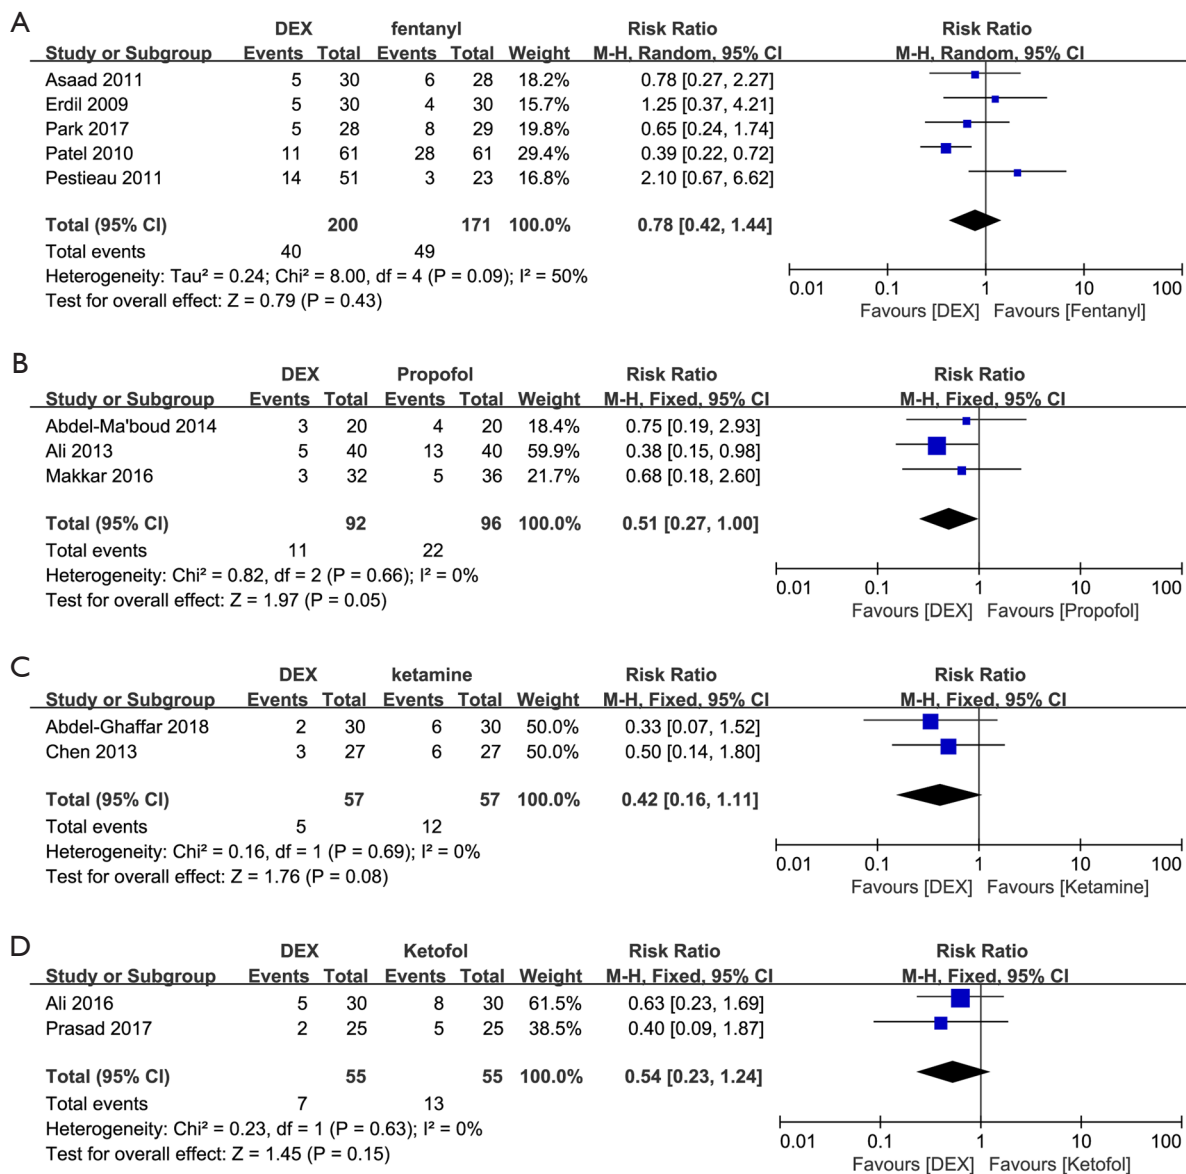 A
DEX fentanyl Risk Ratio Risk Ratio
Study or Subgroup Events Total Events Total Weight M-H, Random, 95% CI M-H, Random, 95% CI
Asaad 2011 5 30 6 28 18.2% 0.78 [0.27, 2.27]
Erdil 2009 5 30 4 30 15.7% 1.25 [0.37, 4.21]
Park 2017 5 28 8 29 19.8% 0.65 [0.24, 1.74]
Patel 2010 11 61 28 61 29.4% 0.39 [0.22, 0.72]
Pestieau 2011 14 51 3 23 16.8% 2.10 [0.67, 6.62]
Total (95% CI) 200 171 100.0% 0.78 [0.42, 1.44]
Total events 40 49
Heterogeneity: Tau² = 0.24; Chi² = 8.00, df = 4 (P = 0.09); I² = 50%
Test for overall effect: Z = 0.79 (P = 0.43)
0.01 0.1 1 10 100
Favours [DEX] Favours [Fentanyl]
B
DEX Propofol Risk Ratio Risk Ratio
Study or Subgroup Events Total Events Total Weight M-H, Fixed, 95% CI M-H, Fixed, 95% CI
Abdel-Ma'boud 2014 3 20 4 20 18.4% 0.75 [0.19, 2.93]
Ali 2013 5 40 13 40 59.9% 0.38 [0.15, 0.98]
Makkar 2016 3 32 5 36 21.7% 0.68 [0.18, 2.60]
Total (95% CI) 92 96 100.0% 0.51 [0.27, 1.00]
Total events 11 22
Heterogeneity: Chi² = 0.82, df = 2 (P = 0.66); I² = 0%
Test for overall effect: Z = 1.97 (P = 0.05)
0.01 0.1 1 10 100
Favours [DEX] Favours [Propofol]
C
DEX ketamine Risk Ratio Risk Ratio
Study or Subgroup Events Total Events Total Weight M-H, Fixed, 95% CI M-H, Fixed, 95% CI
Abdel-Ghaffar 2018 2 30 6 30 50.0% 0.33 [0.07, 1.52]
Chen 2013 3 27 6 27 50.0% 0.50 [0.14, 1.80]
Total (95% CI) 57 57 100.0% 0.42 [0.16, 1.11]
Total events 5 12
Heterogeneity: Chi² = 0.16, df = 1 (P = 0.69); I² = 0%
Test for overall effect: Z = 1.76 (P = 0.08)
0.01 0.1 1 10 100
Favours [DEX] Favours [Ketamine]
D
DEX Ketofol Risk Ratio Risk Ratio
Study or Subgroup Events Total Events Total Weight M-H, Fixed, 95% CI M-H, Fixed, 95% CI
Ali 2016 5 30 8 30 61.5% 0.63 [0.23, 1.69]
Prasad 2017 2 25 5 25 38.5% 0.40 [0.09, 1.87]
Total (95% CI) 55 55 100.0% 0.54 [0.23, 1.24]
Total events 7 13
Heterogeneity: Chi² = 0.23, df = 1 (P = 0.63); I² = 0%
Test for overall effect: Z = 1.45 (P = 0.15)
0.01 0.1 1 10 100
Favours [DEX] Favours [Ketofol]